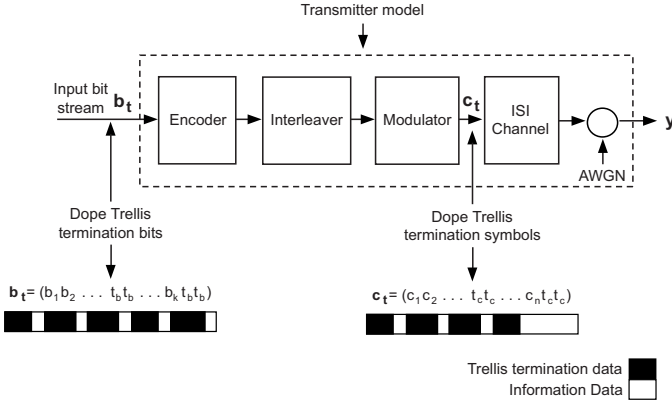 Transmitter model
Input bit
stream
b_t
Encoder
Interleaver
Modulator
c_t
ISI
Channel
y
AWGN
Dope Trellis
termination bits
Dope Trellis
termination symbols
b_t = (b_1 b_2 . . . t_b t_b . . . b_k t_b t_b)
c_t = (c_1 c_2 . . . t_c t_c . . . c_n t_c t_c)
Trellis termination data
Information Data